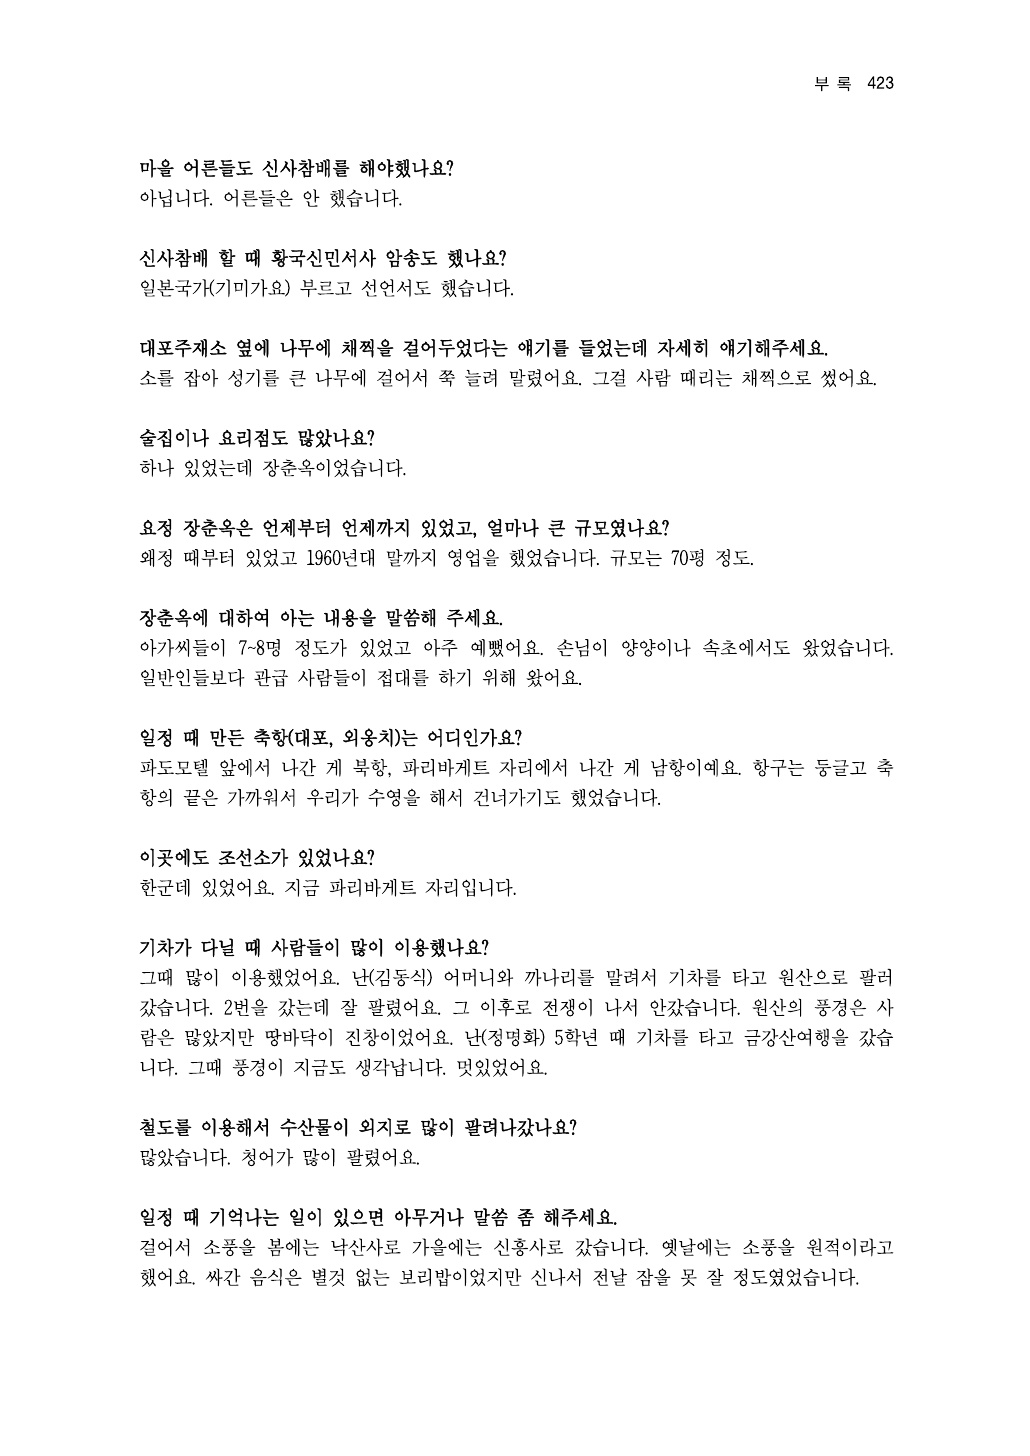 부 록 423
마을 어른들도 신사참배를 해야했나요?
아닙니다. 어른들은 안 했습니다.
신사참배 할 때 황국신민서사 암송도 했나요?
일본국가(기미가요) 부르고 선언서도 했습니다.
대포주재소 옆에 나무에 채찍을 걸어두었다는 얘기를 들었는데 자세히 얘기해주세요.
소를 잡아 성기를 큰 나무에 걸어서 쭉 늘려 말렸어요. 그걸 사람 때리는 채찍으로 썼어요.
술집이나 요리점도 많았나요?
하나 있었는데 장춘옥이었습니다.
요정 장춘옥은 언제부터 언제까지 있었고, 얼마나 큰 규모였나요?
왜정 때부터 있었고 1960년대 말까지 영업을 했었습니다. 규모는 70평 정도.
장춘옥에 대하여 아는 내용을 말씀해 주세요.
아가씨들이 7~8명 정도가 있었고 아주 예뻤어요. 손님이 양양이나 속초에서도 왔었습니다.
일반인들보다 관급 사람들이 접대를 하기 위해 왔어요.
일정 때 만든 축항(대포, 외옹치)는 어디인가요?
파도모텔 앞에서 나간 게 북항, 파리바게트 자리에서 나간 게 남항이예요. 항구는 둥글고 축
항의 끝은 가까워서 우리가 수영을 해서 건너가기도 했었습니다.
이곳에도 조선소가 있었나요?
한군데 있었어요. 지금 파리바게트 자리입니다.
기차가 다닐 때 사람들이 많이 이용했나요?
그때 많이 이용했었어요. 난(김동식) 어머니와 까나리를 말려서 기차를 타고 원산으로 팔러
갔습니다. 2번을 갔는데 잘 팔렸어요. 그 이후로 전쟁이 나서 안갔습니다. 원산의 풍경은 사
람은 많았지만 땅바닥이 진창이었어요. 난(정명화) 5학년 때 기차를 타고 금강산여행을 갔습
니다. 그때 풍경이 지금도 생각납니다. 멋있었어요.
철도를 이용해서 수산물이 외지로 많이 팔려나갔나요?
많았습니다. 청어가 많이 팔렸어요.
일정 때 기억나는 일이 있으면 아무거나 말씀 좀 해주세요.
걸어서 소풍을 봄에는 낙산사로 가을에는 신흥사로 갔습니다. 옛날에는 소풍을 원적이라고
했어요. 싸간 음식은 별것 없는 보리밥이었지만 신나서 전날 잠을 못 잘 정도였었습니다.